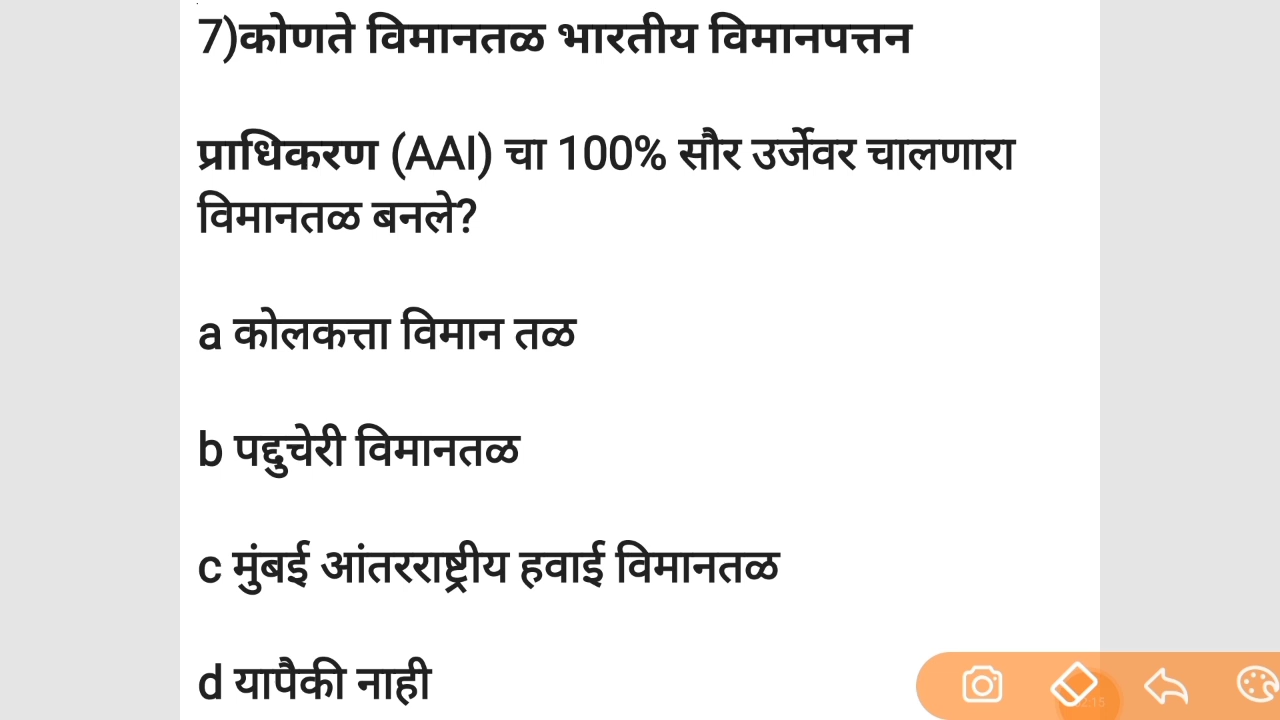 7)कोणते विमानतळ भारतीय विमानपत्तन
प्राधिकरण (AAI) चा 100% सौर उर्जेवर चालणारा
विमानतळ बनले?
a कोलकत्ता विमान तळ
b पद्दुचेरी विमानतळ
c मुंबई आंतरराष्ट्रीय हवाई विमानतळ
d यापैकी नाही